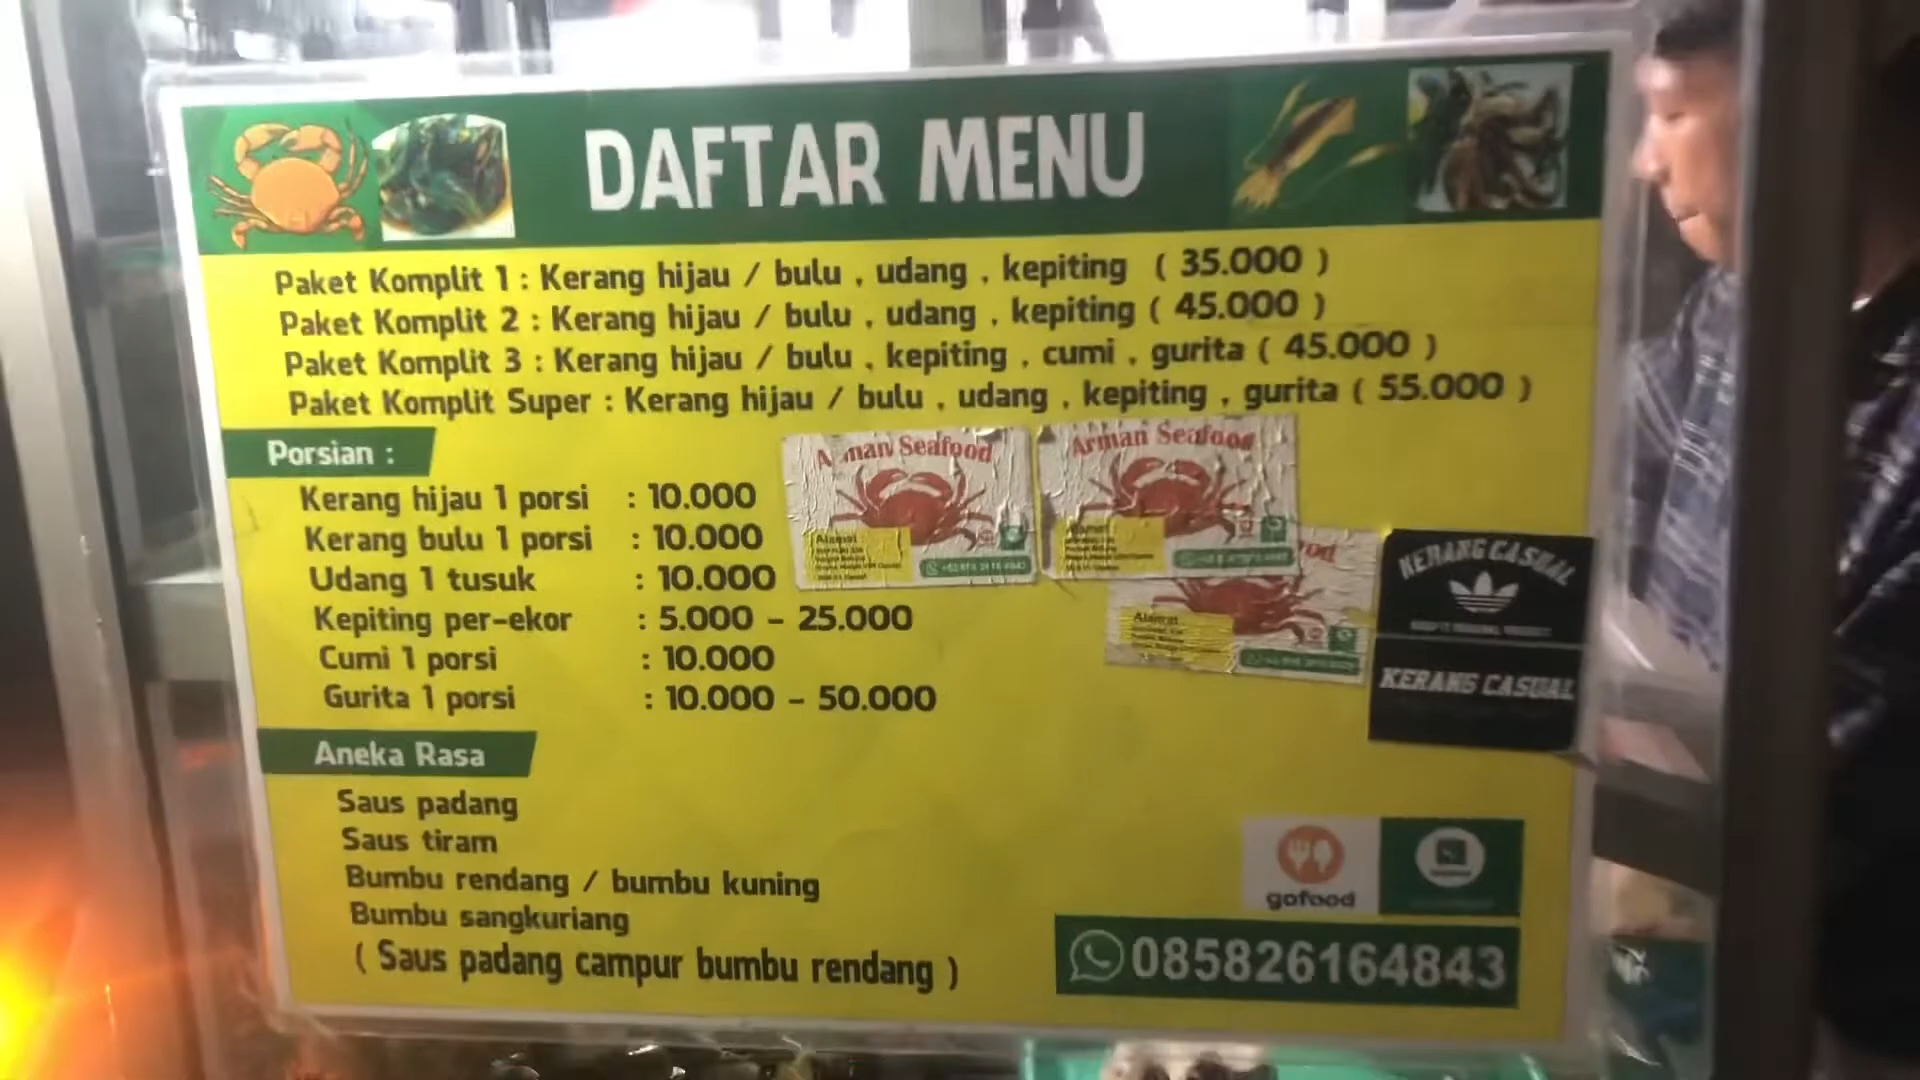 DAFTAR MENU
Paket Komplit 1 : Kerang hijau / bulu , udang , kepiting ( 35.000 )
Paket Komplit 2 : Kerang hijau / bulu , udang , kepiting ( 45.000 )
Paket Komplit 3 : Kerang hijau / bulu , kepiting , cumi , gurita ( 45.000 )
Paket Komplit Super : Kerang hijau / bulu , udang , kepiting , gurita ( 55.000 )
Porsian :
Kerang hijau 1 porsi : 10.000
Kerang bulu 1 porsi : 10.000
Udang 1 tusuk : 10.000
Kepiting per-ekor : 5.000 - 25.000
Cumi 1 porsi : 10.000
Gurita 1 porsi : 10.000 - 50.000
Arman Seafood
Alamat
Arman Seafood
Alamat
Alamat
KERANG CASUAL
KERANG CASUAL
Aneka Rasa
Saus padang
Saus tiram
Bumbu rendang / bumbu kuning
Bumbu sangkuriang
( Saus padang campur bumbu rendang )
gofood
085826164843